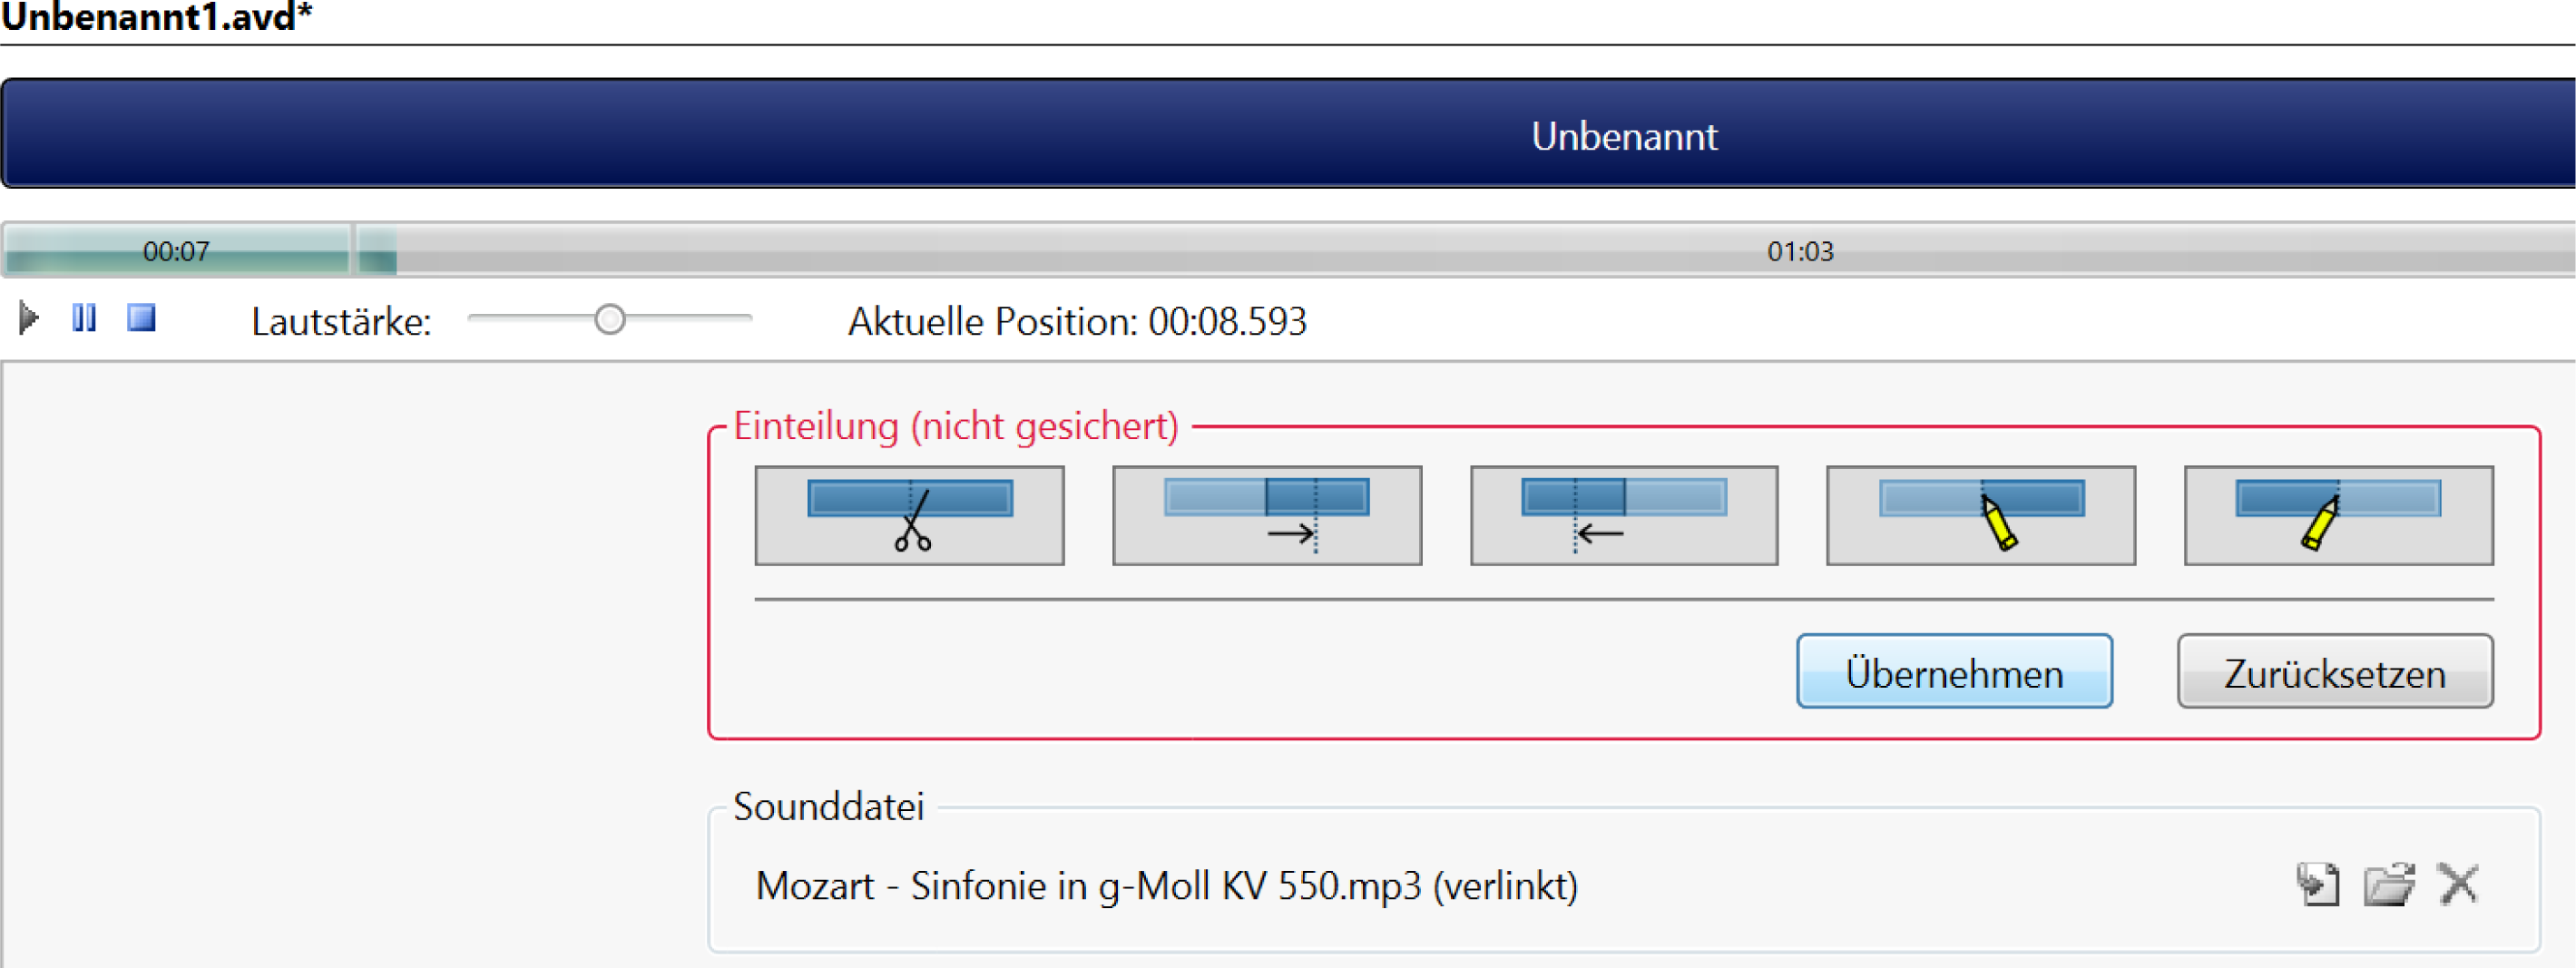 Unbenannt1.avd*
Unbenannt
00:07 01:03
Lautstärke: Aktuelle Position: 00:08.593
Einteilung (nicht gesichert)
Übernehmen Zurücksetzen
Sounddatei
Mozart - Sinfonie in g-Moll KV 550.mp3 (verlinkt)